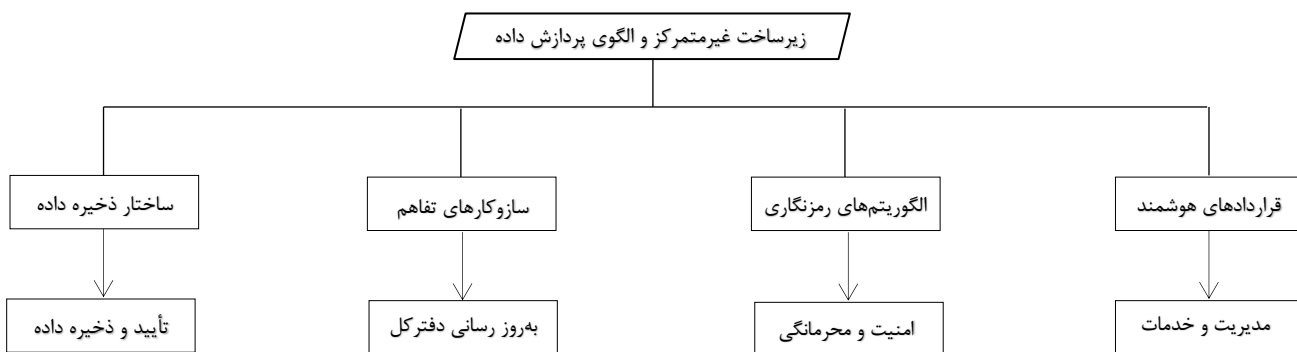 زیرساخت غیرمتمرکز و الگوی پردازش داده
قراردادهای هوشمند
الگوریتم‌های رمزنگاری
سازوکارهای تفاهم
ساختار ذخیره داده
مدیریت و خدمات
امنیت و محرمانگی
به‌روز رسانی دفترکل
تأیید و ذخیره داده